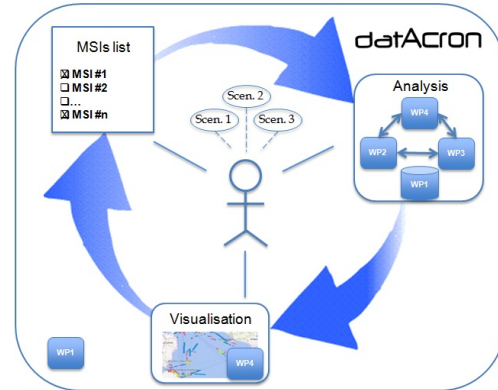 datAcron
MSIs list
☒ MSI #1
☐ MSI #2
☐...
☒ MSI #n
Scen. 1
Scen. 2
Scen. 3
Analysis
WP4
WP2
WP3
WP1
Visualisation
WP4
WP1